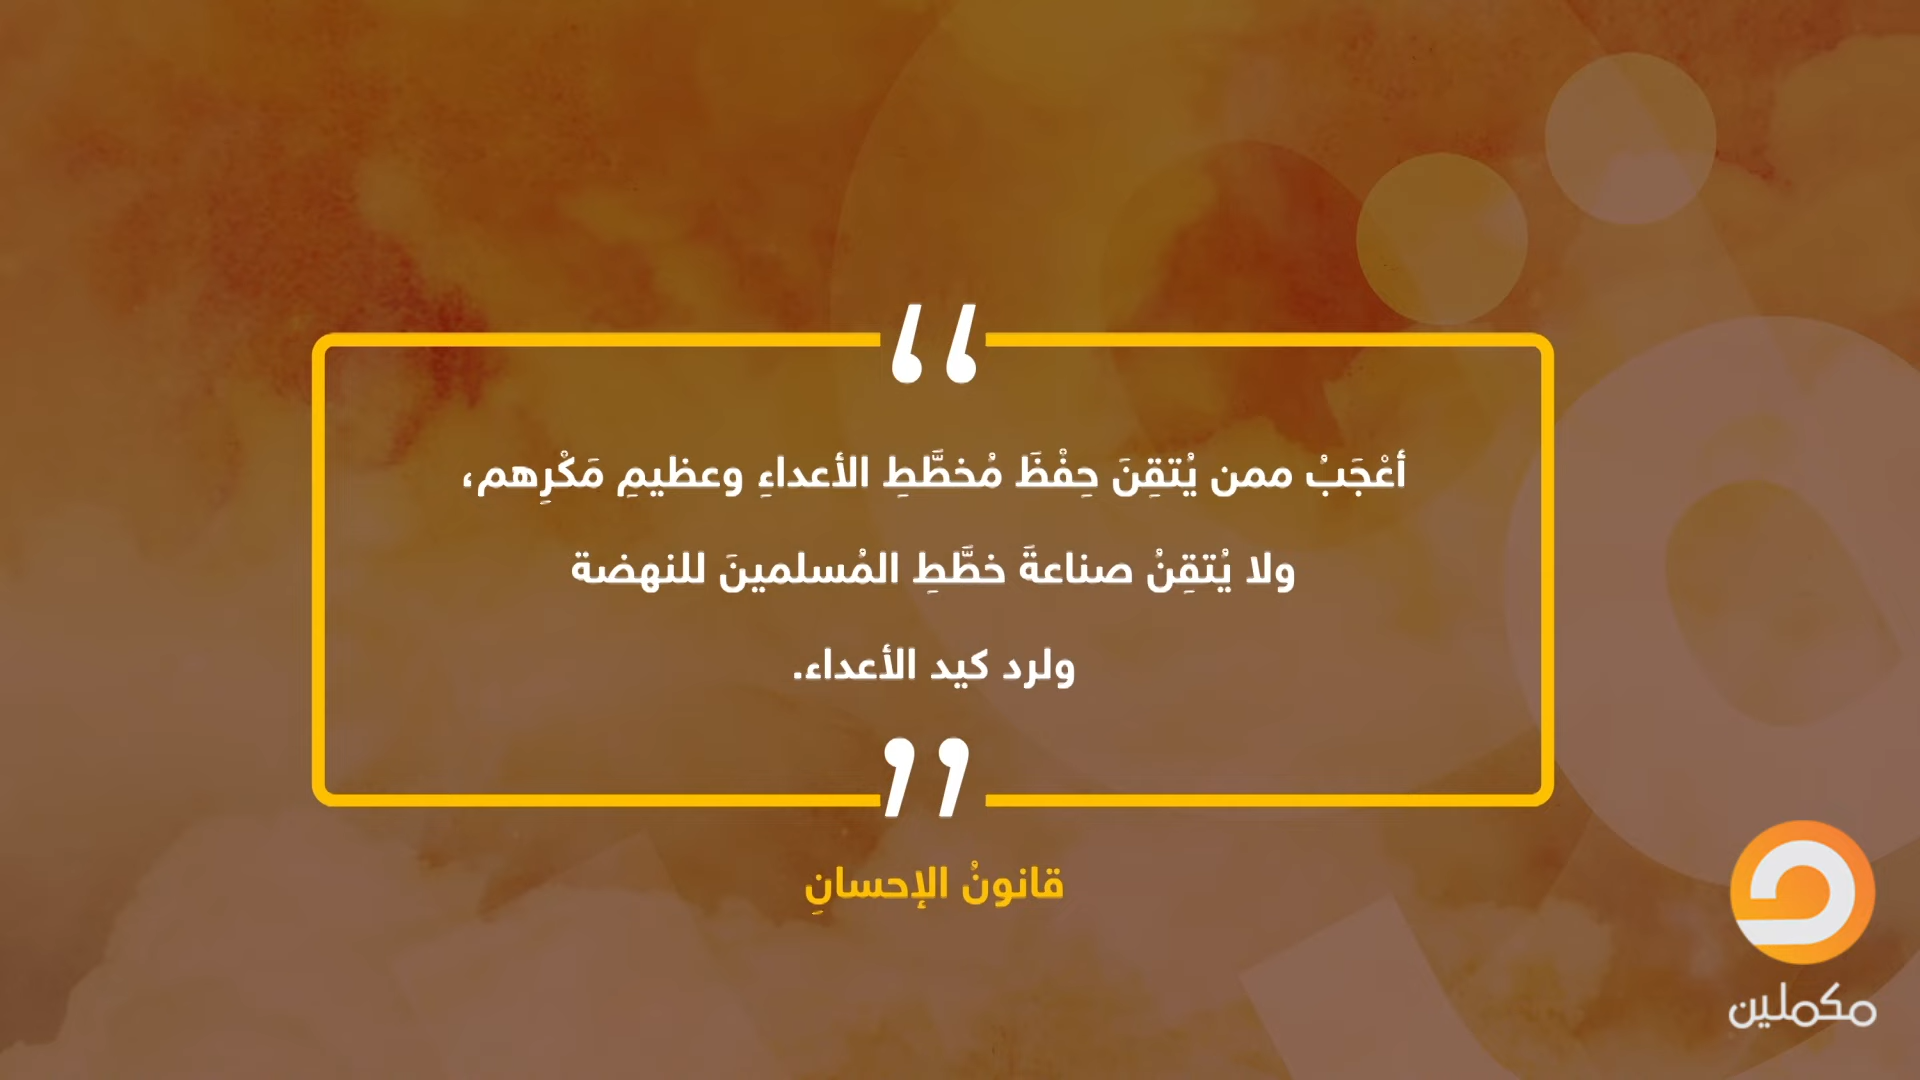 أعْجَبُ ممن يُتقِنَ حِفْظَ مُخطَّطِ الأعداءِ وعظيمِ مَكْرِهم،
ولا يُتقِنُ صناعةَ خطَّطِ المُسلمينَ للنهضة
ولرد كيد الأعداء.
قانونُ الإحسانِ
مكملين